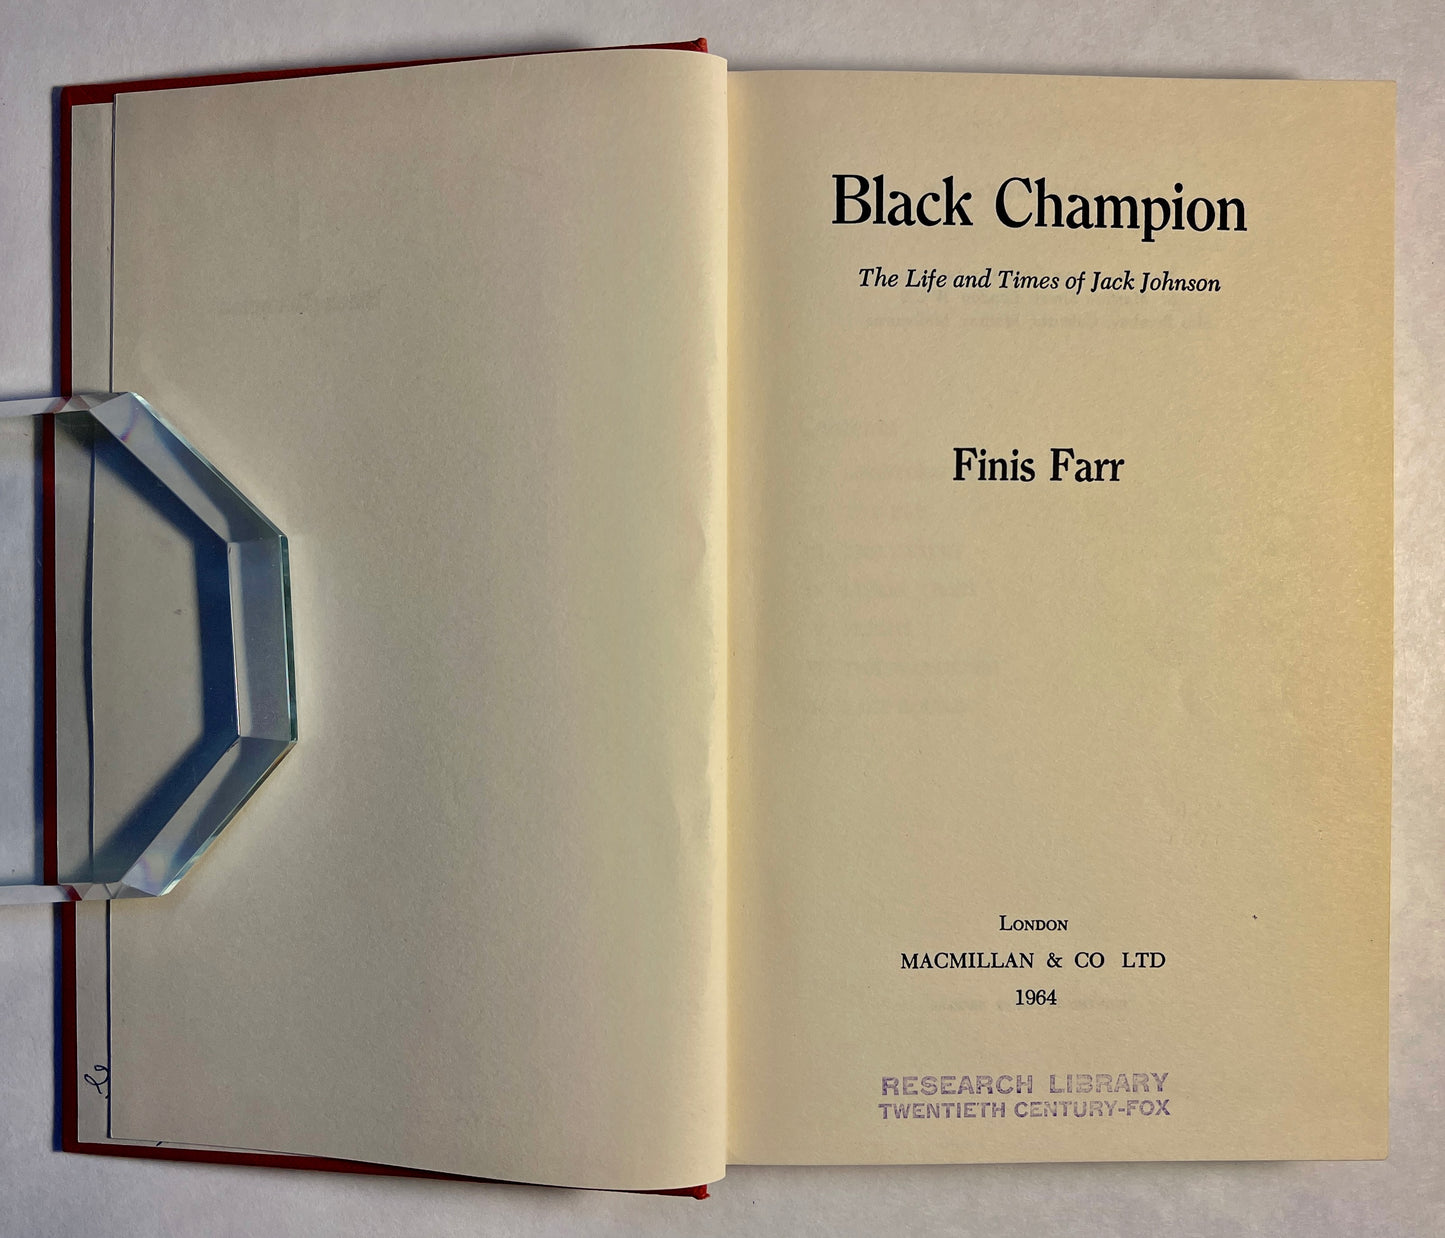 Black Champion
The Life and Times of Jack Johnson
Finis Farr
London
MACMILLAN & CO LTD
1964
RESEARCH LIBRARY
TWENTIETH CENTURY-FOX